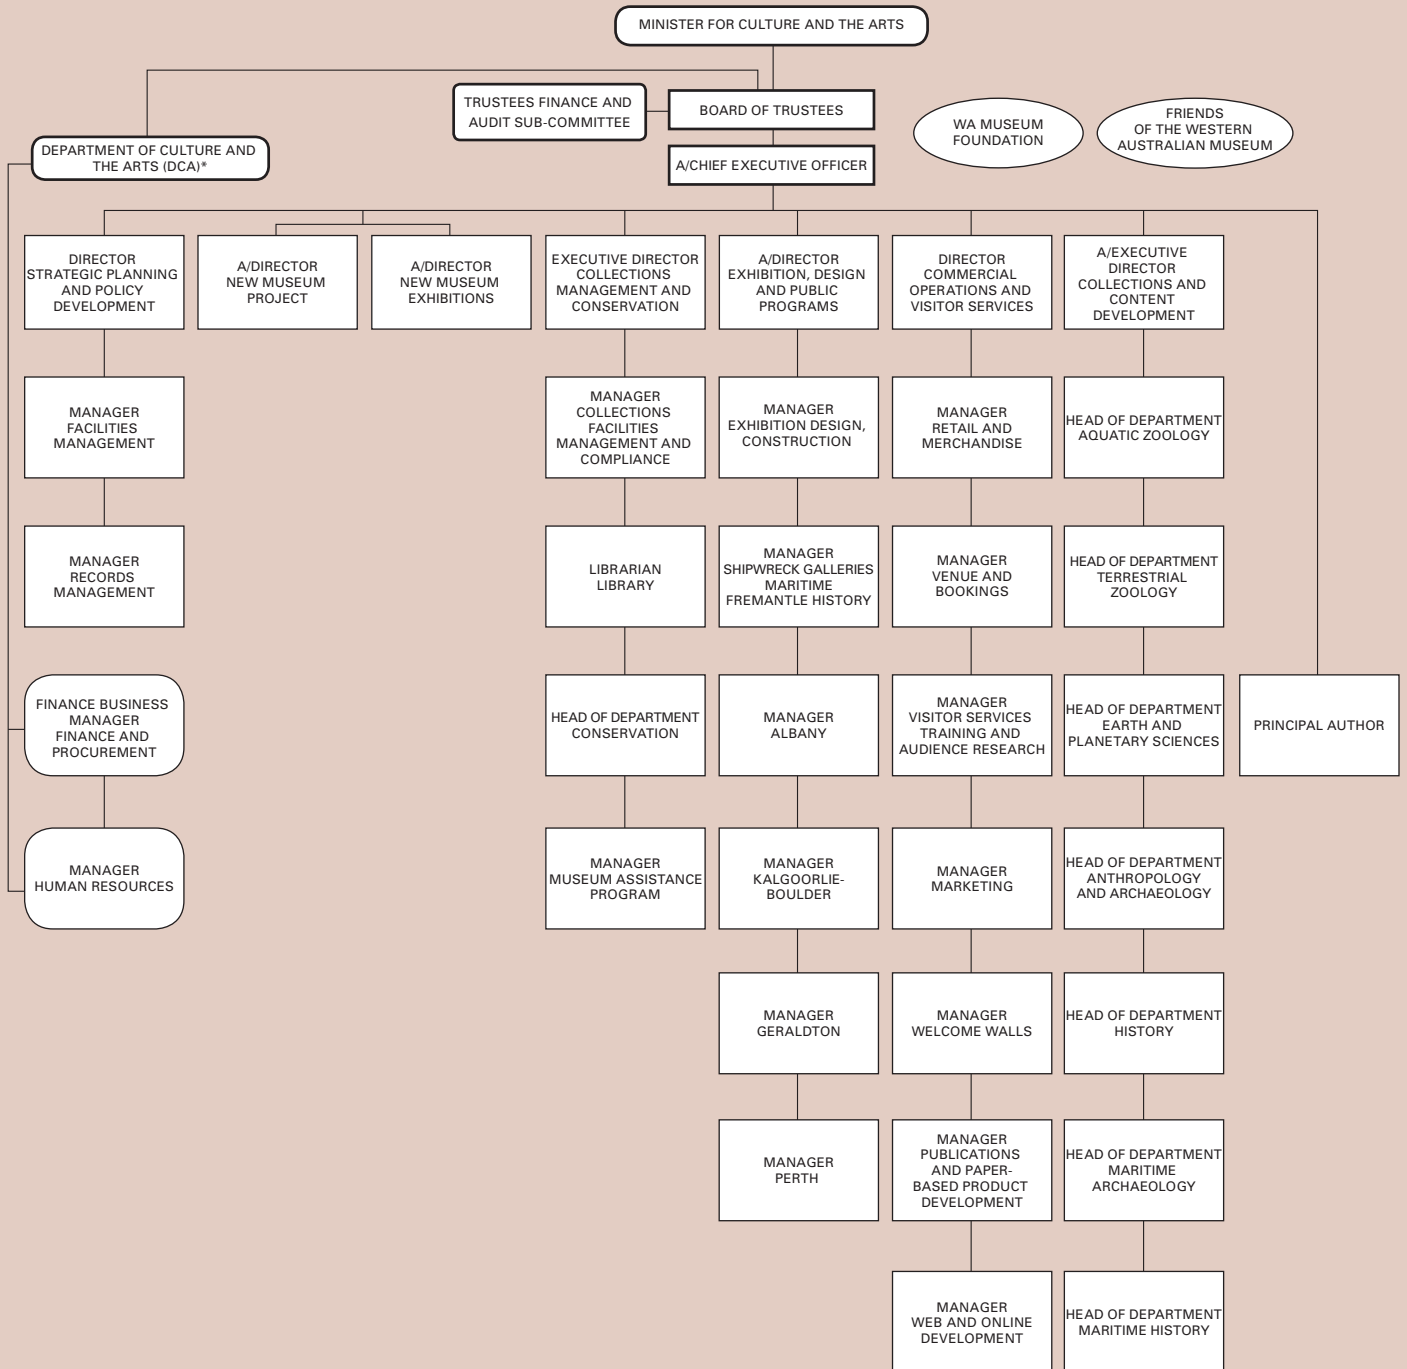 MINISTER FOR CULTURE AND THE ARTS
TRUSTEES FINANCE AND
AUDIT SUB-COMMITTEE
BOARD OF TRUSTEES
WA MUSEUM
FOUNDATION
FRIENDS
OF THE WESTERN
AUSTRALIAN MUSEUM
DEPARTMENT OF CULTURE AND
THE ARTS (DCA)*
A/CHIEF EXECUTIVE OFFICER
DIRECTOR
STRATEGIC PLANNING
AND POLICY
DEVELOPMENT
A/DIRECTOR
NEW MUSEUM
PROJECT
A/DIRECTOR
NEW MUSEUM
EXHIBITIONS
EXECUTIVE DIRECTOR
COLLECTIONS
MANAGEMENT AND
CONSERVATION
A/DIRECTOR
EXHIBITION, DESIGN
AND PUBLIC
PROGRAMS
DIRECTOR
COMMERCIAL
OPERATIONS AND
VISITOR SERVICES
A/EXECUTIVE
DIRECTOR
COLLECTIONS AND
CONTENT
DEVELOPMENT
MANAGER
FACILITIES
MANAGEMENT
MANAGER
COLLECTIONS
FACILITIES
MANAGEMENT AND
COMPLIANCE
MANAGER
EXHIBITION DESIGN,
CONSTRUCTION
MANAGER
RETAIL AND
MERCHANDISE
HEAD OF DEPARTMENT
AQUATIC ZOOLOGY
MANAGER
RECORDS
MANAGEMENT
LIBRARIAN
LIBRARY
MANAGER
SHIPWRECK GALLERIES
MARITIME
FREMANTLE HISTORY
MANAGER
VENUE AND
BOOKINGS
HEAD OF DEPARTMENT
TERRESTRIAL
ZOOLOGY
FINANCE BUSINESS
MANAGER
FINANCE AND
PROCUREMENT
HEAD OF DEPARTMENT
CONSERVATION
MANAGER
ALBANY
MANAGER
VISITOR SERVICES
TRAINING AND
AUDIENCE RESEARCH
HEAD OF DEPARTMENT
EARTH AND
PLANETARY SCIENCES
PRINCIPAL AUTHOR
MANAGER
HUMAN RESOURCES
MANAGER
MUSEUM ASSISTANCE
PROGRAM
MANAGER
KALGOORLIE-
BOULDER
MANAGER
MARKETING
HEAD OF DEPARTMENT
ANTHROPOLOGY
AND ARCHAEOLOGY
MANAGER
GERALDTON
MANAGER
WELCOME WALLS
HEAD OF DEPARTMENT
HISTORY
MANAGER
PERTH
MANAGER
PUBLICATIONS
AND PAPER-
BASED PRODUCT
DEVELOPMENT
HEAD OF DEPARTMENT
MARITIME
ARCHAEOLOGY
MANAGER
WEB AND ONLINE
DEVELOPMENT
HEAD OF DEPARTMENT
MARITIME HISTORY